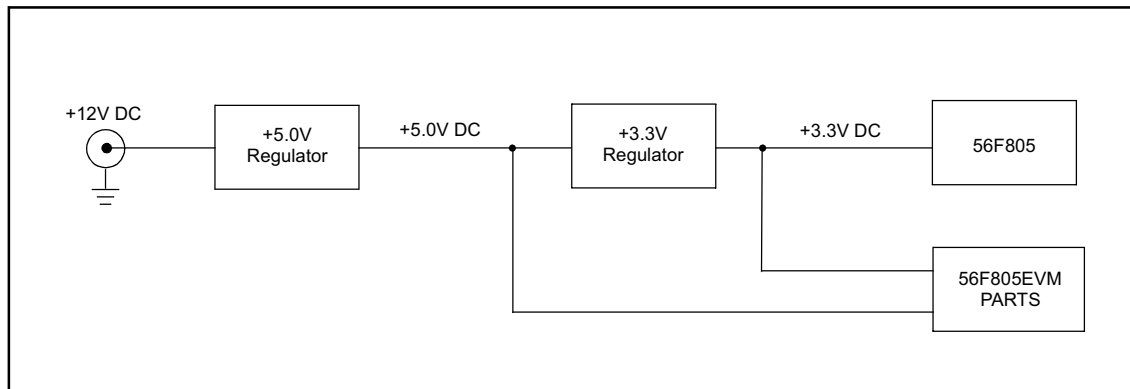 +12V DC
+5.0V
Regulator
+5.0V DC
+3.3V
Regulator
+3.3V DC
56F805
56F805EVM
PARTS